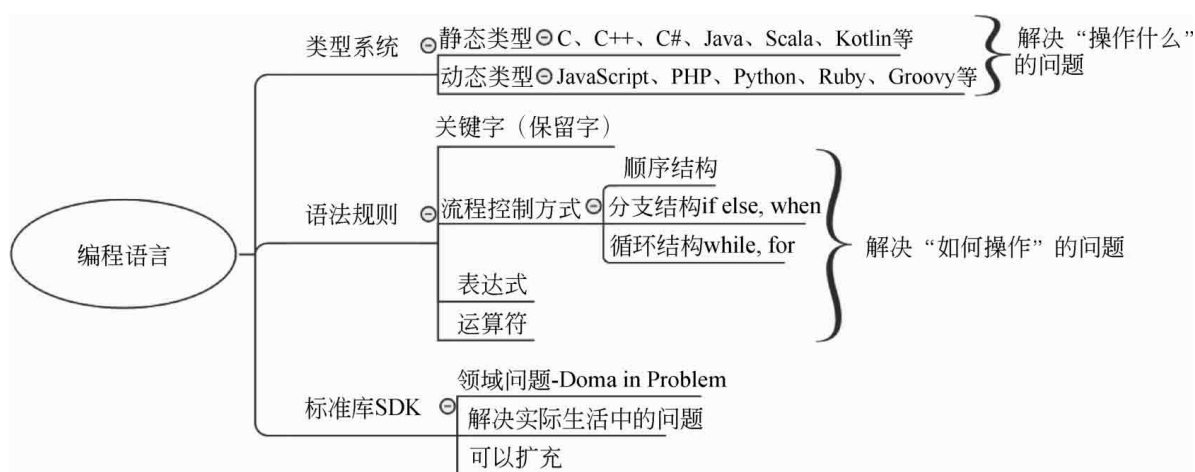 类型系统
静态类型
C、C++、C#、Java、Scala、Kotlin等
动态类型
JavaScript、PHP、Python、Ruby、Groovy等
解决“操作什么”
的问题
编程语言
语法规则
关键字（保留字）
流程控制方式
顺序结构
分支结构if else, when
循环结构while, for
表达式
运算符
解决“如何操作”的问题
标准库SDK
领域问题-Doma in Problem
解决实际生活中的问题
可以扩充